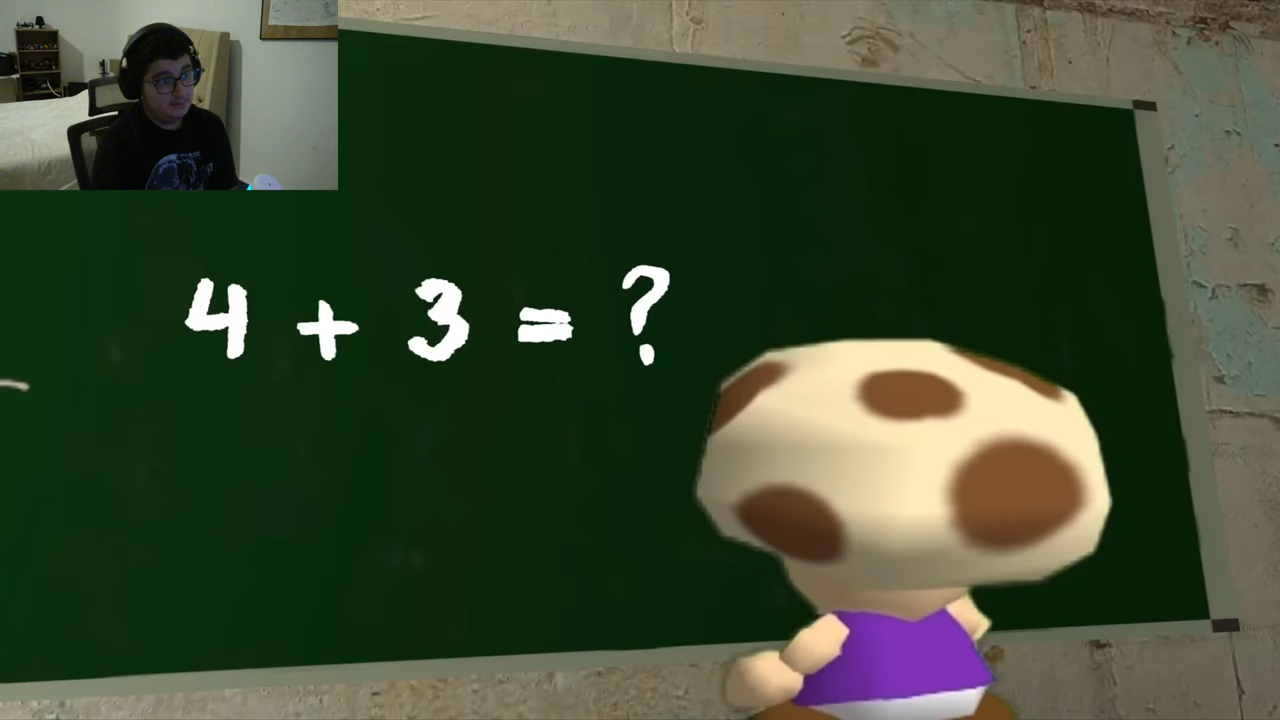 4 + 3 = ?